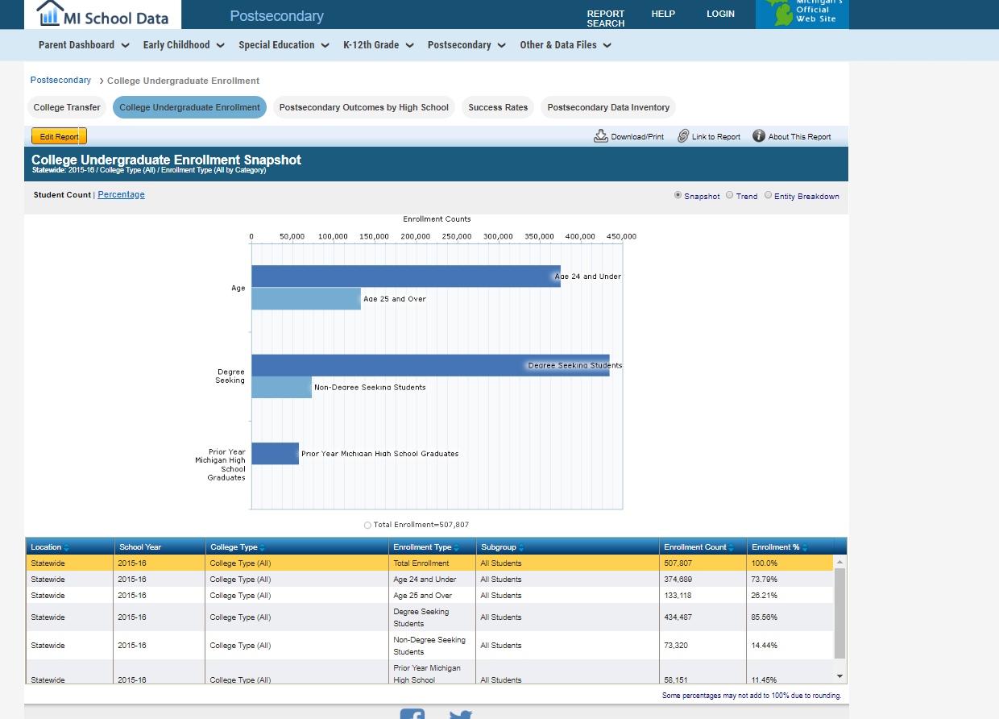 MI School Data
Postsecondary
REPORT SEARCH HELP LOGIN
Michigan's
Official
Web Site
Parent Dashboard Early Childhood Special Education K-12th Grade Postsecondary Other & Data Files
Postsecondary > College Undergraduate Enrollment
College Transfer College Undergraduate Enrollment Postsecondary Outcomes by High School Success Rates Postsecondary Data Inventory
Edit Report Download/Print Link to Report About This Report
College Undergraduate Enrollment Snapshot
Statewide: 2015-16 / College Type (All) / Enrollment Type (All by Category)
Student Count | Percentage Snapshot Trend Entity Breakdown
Enrollment Counts
0 50,000 100,000 150,000 200,000 250,000 300,000 350,000 400,000 450,000
Age 24 and Under
Age
Age 25 and Over
Degree Seeking Students
Degree
Seeking
Non-Degree Seeking Students
Prior Year
Michigan High
School
Graduates
Prior Year Michigan High School Graduates
Total Enrollment=507,807
Location School Year College Type Enrollment Type Subgroup Enrollment Count Enrollment %
Statewide 2015-16 College Type (All) Total Enrollment All Students 507,807 100.0%
Statewide 2015-16 College Type (All) Age 24 and Under All Students 374,689 73.79%
Statewide 2015-16 College Type (All) Age 25 and Over All Students 133,118 26.21%
Statewide 2015-16 College Type (All) Degree Seeking Students All Students 434,487 85.56%
Statewide 2015-16 College Type (All) Non-Degree Seeking Students All Students 73,320 14.44%
Statewide 2015-16 College Type (All) Prior Year Michigan High School All Students 58,151 11.45%
Some percentages may not add to 100% due to rounding.